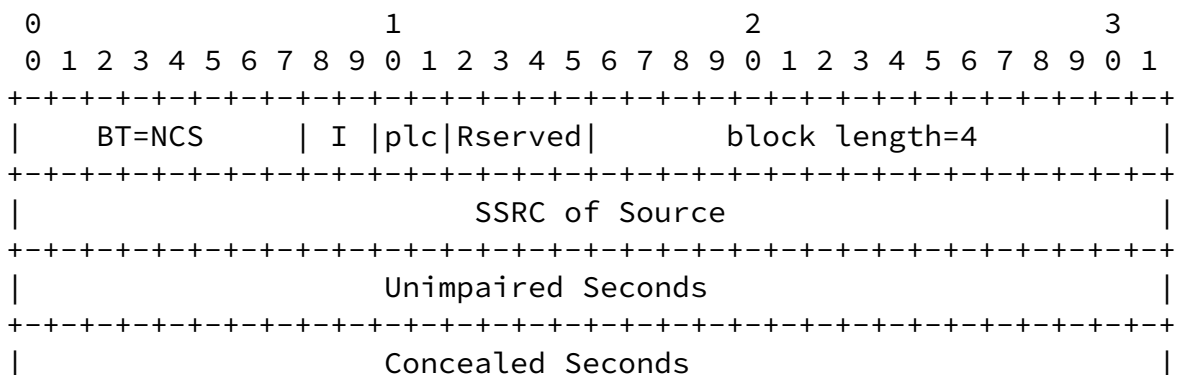 0                   1                   2                   3
 0 1 2 3 4 5 6 7 8 9 0 1 2 3 4 5 6 7 8 9 0 1 2 3 4 5 6 7 8 9 0 1
+-+-+-+-+-+-+-+-+-+-+-+-+-+-+-+-+-+-+-+-+-+-+-+-+-+-+-+-+-+-+-+-+
|    BT=NCS     | I |plc|Rserved|       block length=4          |
+-+-+-+-+-+-+-+-+-+-+-+-+-+-+-+-+-+-+-+-+-+-+-+-+-+-+-+-+-+-+-+-+
|                         SSRC of Source                        |
+-+-+-+-+-+-+-+-+-+-+-+-+-+-+-+-+-+-+-+-+-+-+-+-+-+-+-+-+-+-+-+-+
|                    Unimpaired Seconds                         |
+-+-+-+-+-+-+-+-+-+-+-+-+-+-+-+-+-+-+-+-+-+-+-+-+-+-+-+-+-+-+-+-+
|                    Concealed Seconds                          |